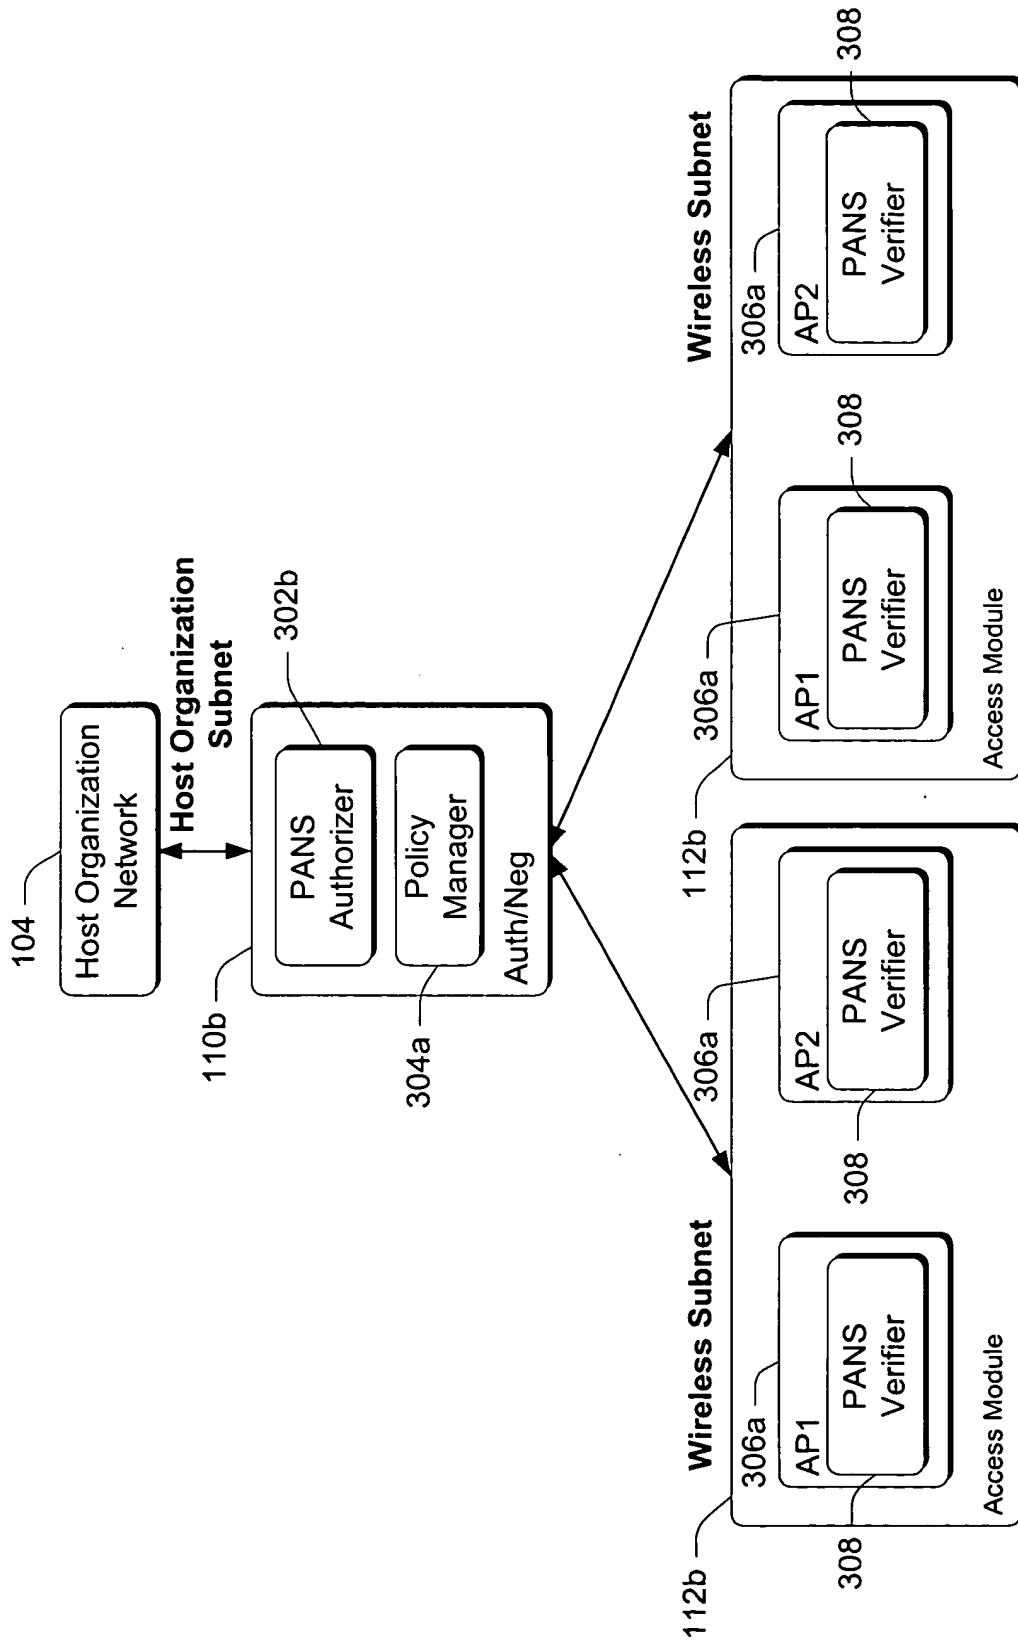 104
Host Organization
Network
Host Organization
Subnet
110b
PANS
Authorizer
302b
Policy
Manager
304a
Auth/Neg
Wireless Subnet
112b
306a
AP1
PANS
Verifier
308
306a
AP2
PANS
Verifier
308
Access Module
Wireless Subnet
112b
306a
AP1
PANS
Verifier
308
306a
AP2
PANS
Verifier
308
Access Module